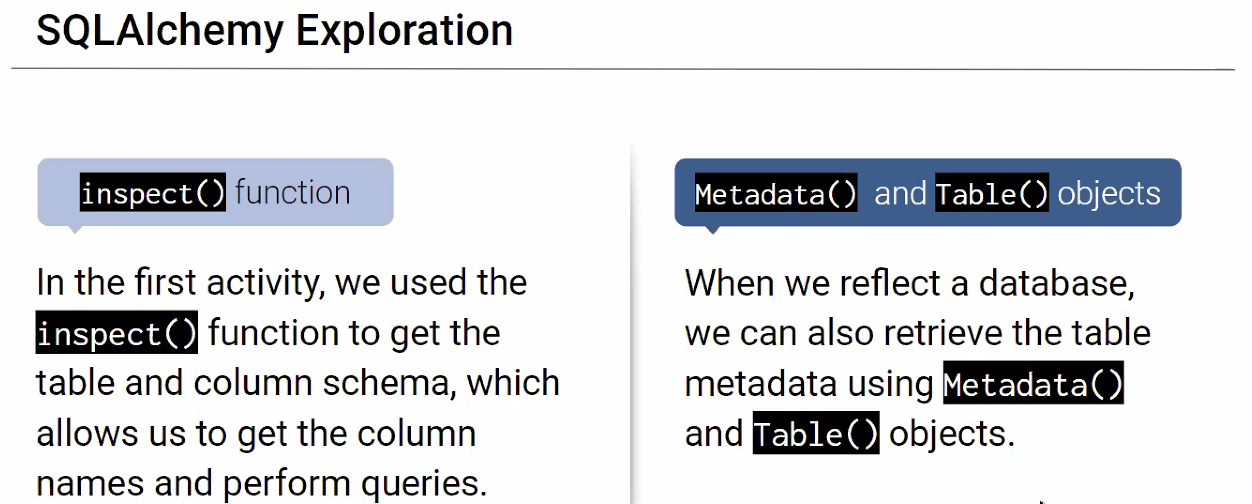 SQLAlchemy Exploration
inspect() function
In the first activity, we used the
inspect() function to get the
table and column schema, which
allows us to get the column
names and perform queries.
Metadata() and Table() objects
When we reflect a database,
we can also retrieve the table
metadata using Metadata()
and Table() objects.